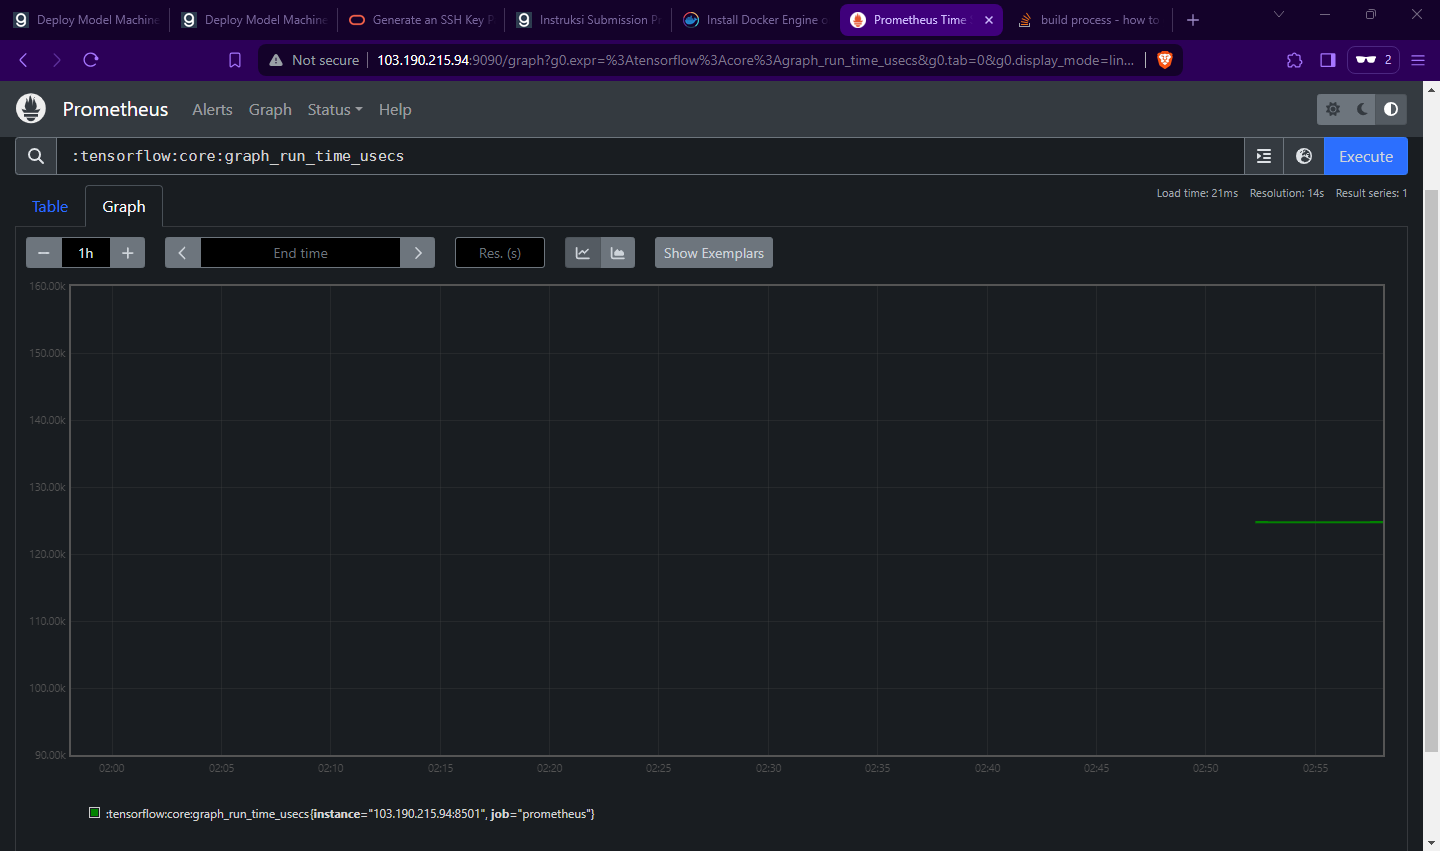 Deploy Model Machine
Deploy Model Machine
Generate an SSH Key P
Instruksi Submission Pr
Install Docker Engine o
Prometheus Time
build process - how to
Not secure
103.190.215.94:9090/graph?g0.expr=%3Atensorflow%3Acore%3Agraph_run_time_usecs&g0.tab=0&g0.display_mode=lin...
2
Prometheus
Alerts
Graph
Status
Help
:tensorflow:core:graph_run_time_usecs
Execute
Load time: 21ms
Resolution: 14s
Result series: 1
Table
Graph
1h
End time
Res. (s)
Show Exemplars
160.00k
150.00k
140.00k
130.00k
120.00k
110.00k
100.00k
90.00k
02:00
02:05
02:10
02:15
02:20
02:25
02:30
02:35
02:40
02:45
02:50
02:55
:tensorflow:core:graph_run_time_usecs{instance="103.190.215.94:8501", job="prometheus"}